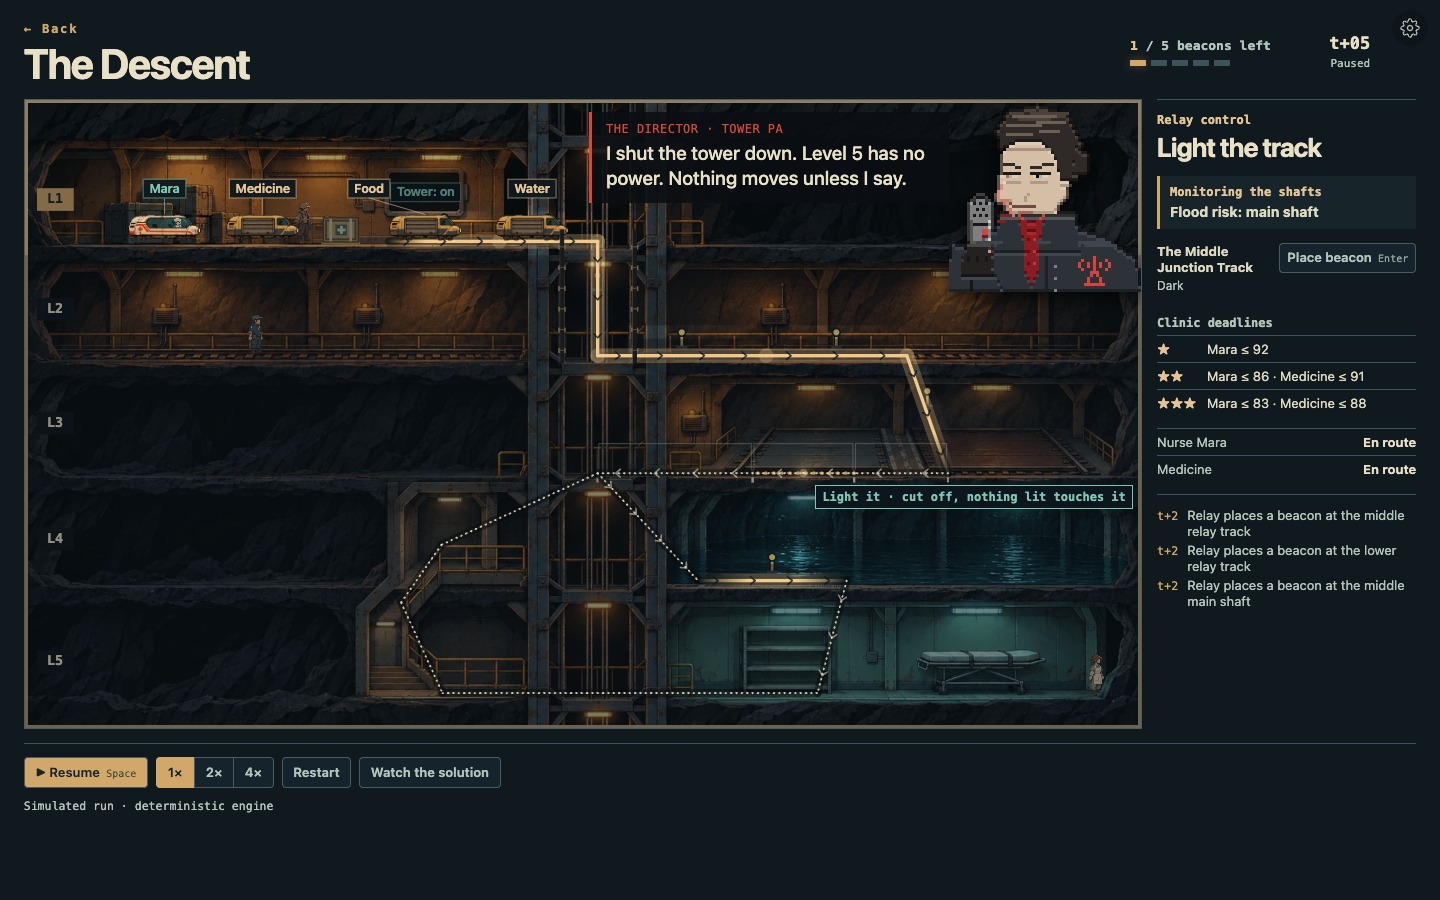 ← Back
The Descent
1 / 5 beacons left
t+05
Paused
THE DIRECTOR · TOWER PA
I shut the tower down. Level 5 has no
power. Nothing moves unless I say.
L1
Mara
Medicine
Food
Tower: on
Water
L2
L3
Light it · cut off, nothing lit touches it
L4
L5
Relay control
Light the track
Monitoring the shafts
Flood risk: main shaft
The Middle
Junction Track
Dark
Place beacon Enter
Clinic deadlines
★ Mara ≤ 92
★★ Mara ≤ 86 · Medicine ≤ 91
★★★ Mara ≤ 83 · Medicine ≤ 88
Nurse Mara En route
Medicine En route
t+2 Relay places a beacon at the middle
relay track
t+2 Relay places a beacon at the lower
relay track
t+2 Relay places a beacon at the middle
main shaft
▶ Resume Space
1×
2×
4×
Restart
Watch the solution
Simulated run · deterministic engine